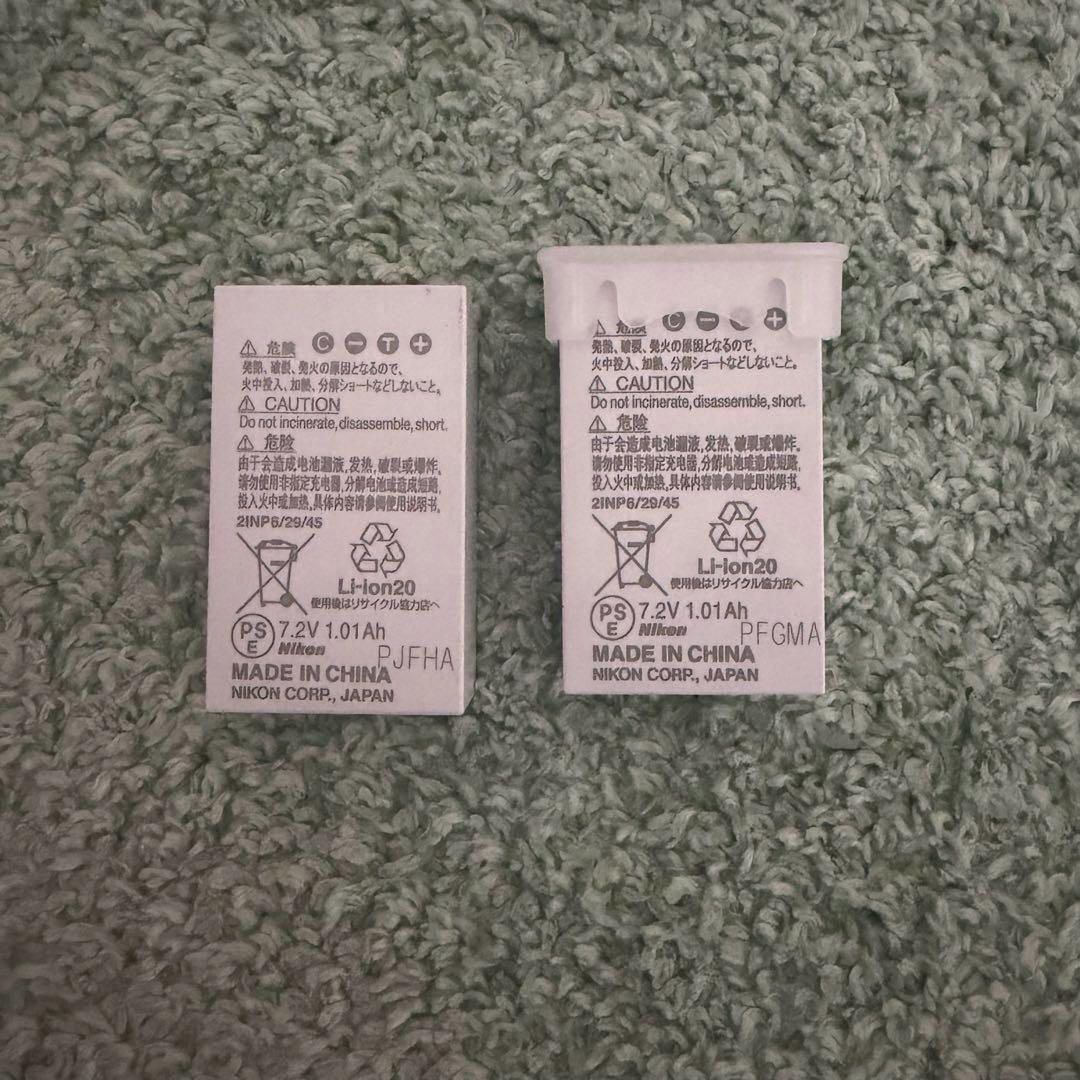 ⚠ 危険 C − T +
発熱、破裂、発火の原因となるので、
火中投入、加熱、分解ショートなどしないこと。
⚠ CAUTION
Do not incinerate, disassemble, short.
⚠ 危险
由于会造成电池漏液,发热,破裂或爆炸。
请勿使用非指定充电器,分解电池或造成短路,
投入火中或加热,具体内容请参阅使用说明书。
2INP6/29/45
Li-ion20
使用後はリサイクル協力店へ
PSE 7.2V 1.01Ah
Nikon PJFHA
MADE IN CHINA
NIKON CORP., JAPAN
⚠ 危険 C − +
発熱、破裂、発火の原因となるので、
火中投入、加熱、分解ショートなどしないこと。
⚠ CAUTION
Do not incinerate, disassemble, short.
⚠ 危险
由于会造成电池漏液,发热,破裂或爆炸。
请勿使用非指定充电器,分解电池或造成短路,
投入火中或加热,具体内容请参阅使用说明书。
2INP6/29/45
Li-ion20
使用後はリサイクル協力店へ
PSE 7.2V 1.01Ah
Nikon PFGMA
MADE IN CHINA
NIKON CORP., JAPAN